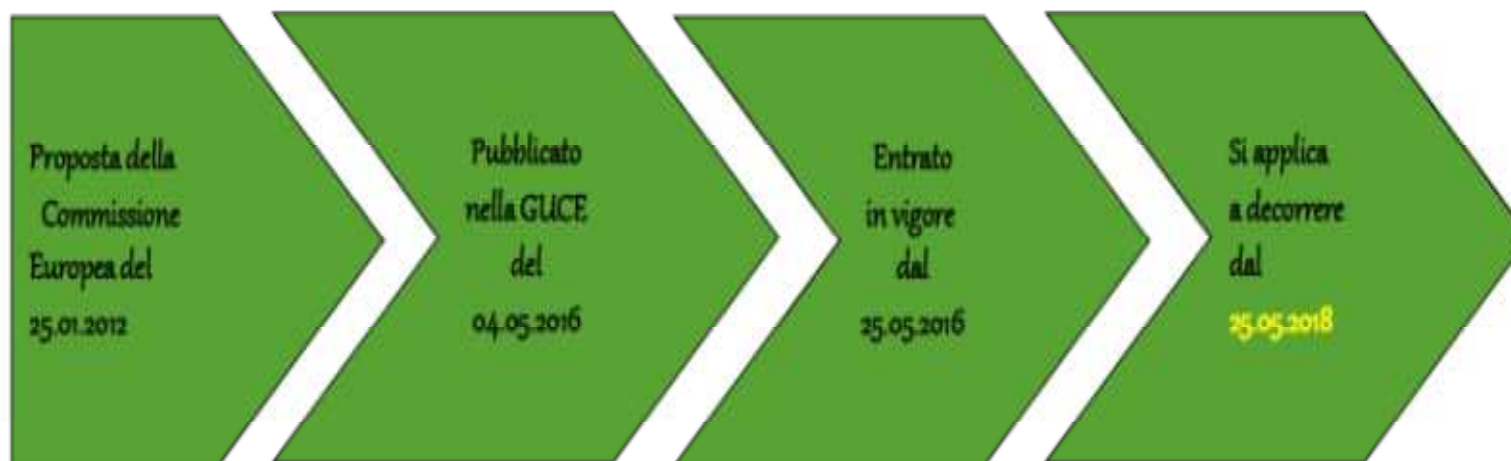 Proposta della
Commissione
Europea del
25.01.2012
Pubblicato
nella GUCE
del
04.05.2016
Entrato
in vigore
dal
25.05.2016
Si applica
a decorrere
dal
25.05.2018